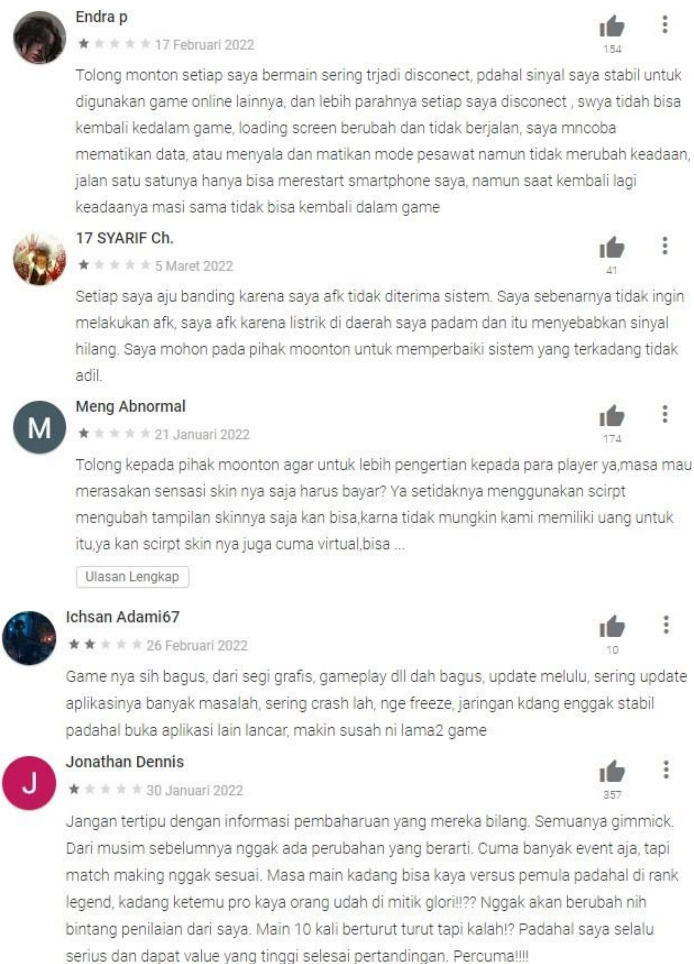 Endra p
17 Februari 2022
154
Tolong monton setiap saya bermain sering trjadi disconect, pdahal sinyal saya stabil untuk
digunakan game online lainnya, dan lebih parahnya setiap saya disconect , swya tidah bisa
kembali kedalam game, loading screen berubah dan tidak berjalan, saya mncoba
mematikan data, atau menyala dan matikan mode pesawat namun tidak merubah keadaan,
jalan satu satunya hanya bisa merestart smartphone saya, namun saat kembali lagi
keadaanya masi sama tidak bisa kembali dalam game
17 SYARIF Ch.
5 Maret 2022
41
Setiap saya aju banding karena saya afk tidak diterima sistem. Saya sebenarnya tidak ingin
melakukan afk, saya afk karena listrik di daerah saya padam dan itu menyebabkan sinyal
hilang. Saya mohon pada pihak moonton untuk memperbaiki sistem yang terkadang tidak
adil.
M
Meng Abnormal
21 Januari 2022
174
Tolong kepada pihak moonton agar untuk lebih pengertian kepada para player ya,masa mau
merasakan sensasi skin nya saja harus bayar? Ya setidaknya menggunakan scirpt
mengubah tampilan skinnya saja kan bisa,karna tidak mungkin kami memiliki uang untuk
itu,ya kan scirpt skin nya juga cuma virtual,bisa ...
Ulasan Lengkap
Ichsan Adami67
26 Februari 2022
10
Game nya sih bagus, dari segi grafis, gameplay dll dah bagus, update melulu, sering update
aplikasinya banyak masalah, sering crash lah, nge freeze, jaringan kdang enggak stabil
padahal buka aplikasi lain lancar, makin susah ni lama2 game
J
Jonathan Dennis
30 Januari 2022
357
Jangan tertipu dengan informasi pembaharuan yang mereka bilang. Semuanya gimmick.
Dari musim sebelumnya nggak ada perubahan yang berarti. Cuma banyak event aja, tapi
match making nggak sesuai. Masa main kadang bisa kaya versus pemula padahal di rank
legend, kadang ketemu pro kaya orang udah di mitik glori!!?? Nggak akan berubah nih
bintang penilaian dari saya. Main 10 kali berturut turut tapi kalah!? Padahal saya selalu
serius dan dapat value yang tinggi selesai pertandingan. Percuma!!!!